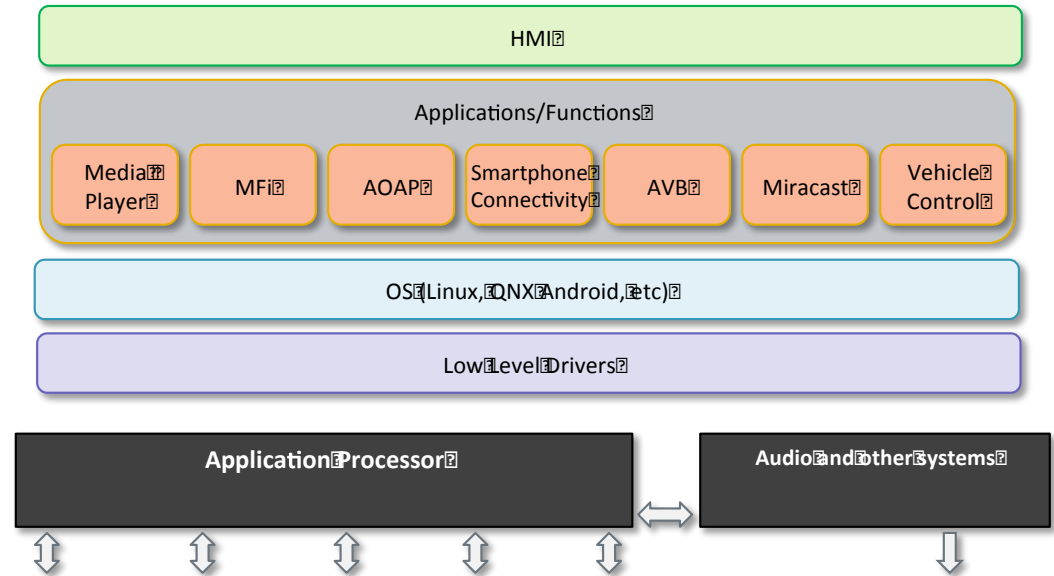 HMI
Applications/Functions
Media
Player
MFi
AOAP
Smartphone
Connectivity
AVB
Miracast
Vehicle
Control
OS (Linux, QNX Android, etc)
Low Level Drivers
Application Processor
Audio and other systems